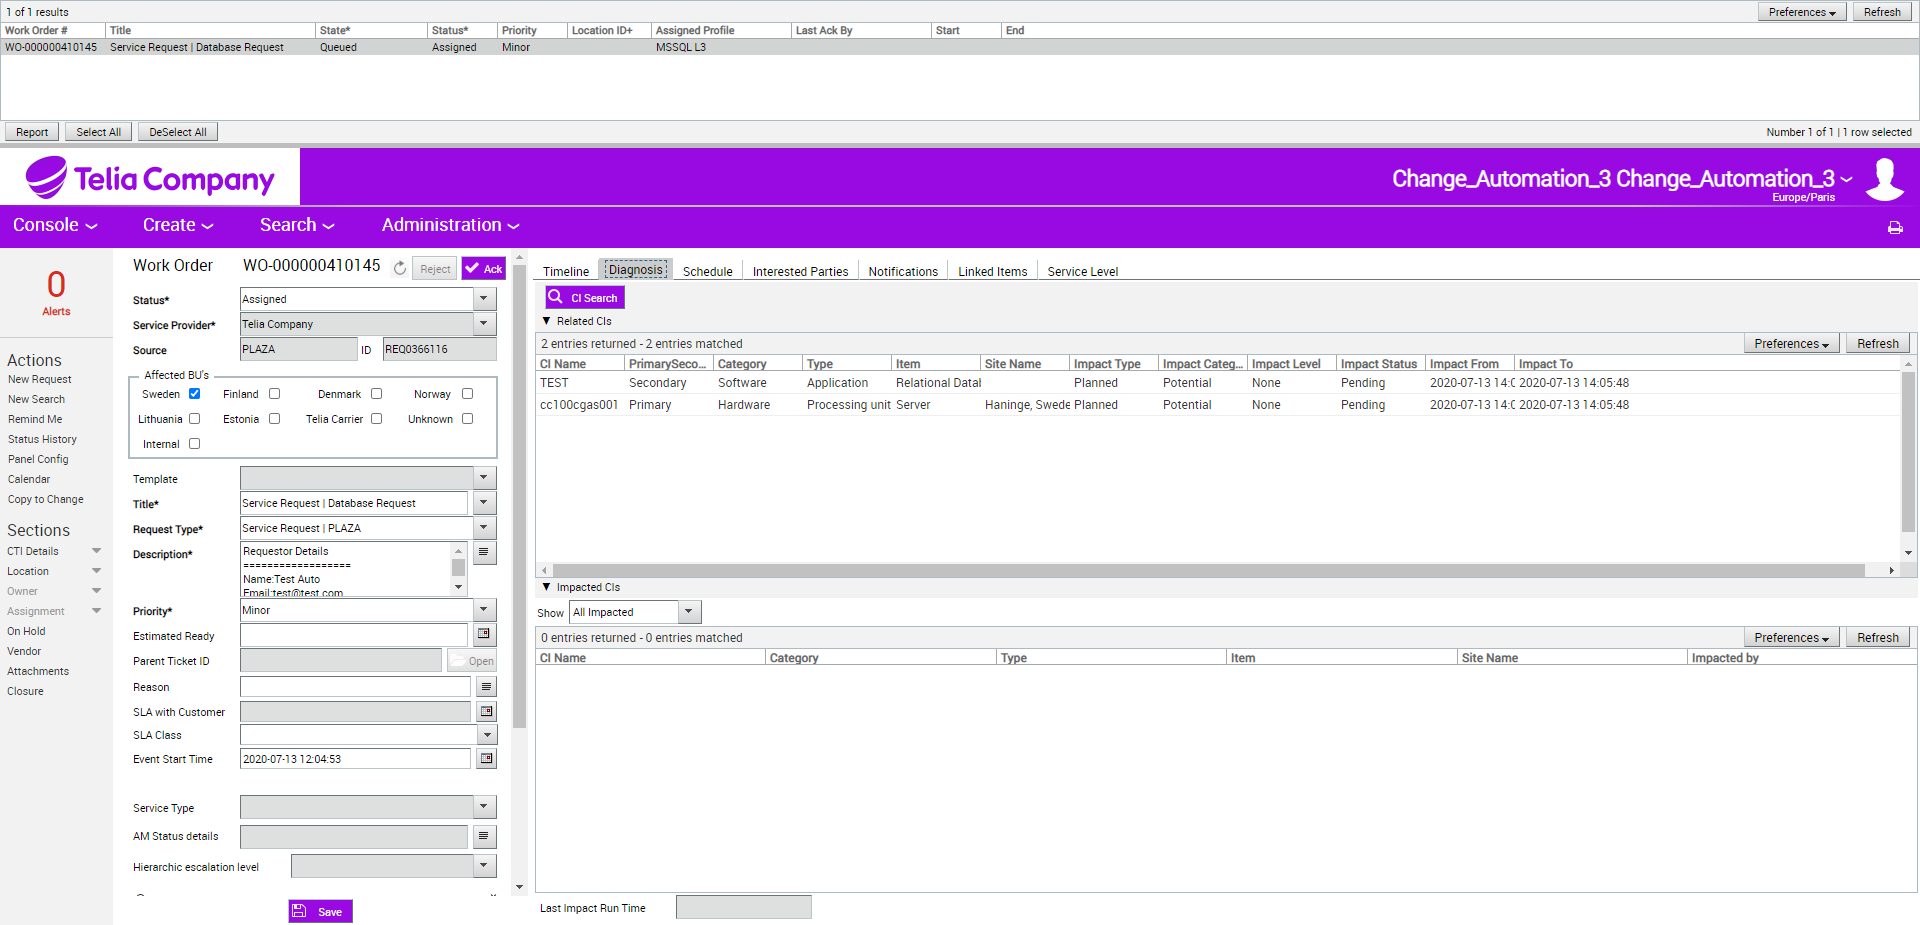 1 of 1 results
Preferences
Refresh
Work Order # Title State* Status* Priority Location ID+ Assigned Profile Last Ack By Start End
WO-000000410145 Service Request | Database Request Queued Assigned Minor MSSQL L3
Report Select All DeSelect All
Number 1 of 1 | 1 row selected
Telia Company
Change_Automation_3 Change_Automation_3
Europe/Paris
Console Create Search Administration
0
Alerts
Actions
New Request
New Search
Remind Me
Status History
Panel Config
Calendar
Copy to Change
Sections
CTI Details
Location
Owner
Assignment
On Hold
Vendor
Attachments
Closure
Work Order WO-000000410145 Reject Ack
Status* Assigned
Service Provider* Telia Company
Source PLAZA ID REQ0366116
Affected BU's
Sweden Finland Denmark Norway
Lithuania Estonia Telia Carrier Unknown
Internal
Template
Title* Service Request | Database Request
Request Type* Service Request | PLAZA
Description* Requestor Details
==================
Name:Test Auto
Email:test@test.com
Priority* Minor
Estimated Ready
Parent Ticket ID Open
Reason
SLA with Customer
SLA Class
Event Start Time 2020-07-13 12:04:53
Service Type
AM Status details
Hierarchic escalation level
Save
Timeline Diagnosis Schedule Interested Parties Notifications Linked Items Service Level
CI Search
Related CIs
2 entries returned - 2 entries matched Preferences Refresh
CI Name PrimarySeco... Category Type Item Site Name Impact Type Impact Categ... Impact Level Impact Status Impact From Impact To
TEST Secondary Software Application Relational Datab Planned Potential None Pending 2020-07-13 14:0 2020-07-13 14:05:48
cc100cgas001 Primary Hardware Processing unit Server Haninge, Swede Planned Potential None Pending 2020-07-13 14:0 2020-07-13 14:05:48
Impacted CIs
Show All Impacted
0 entries returned - 0 entries matched Preferences Refresh
CI Name Category Type Item Site Name Impacted by
Last Impact Run Time